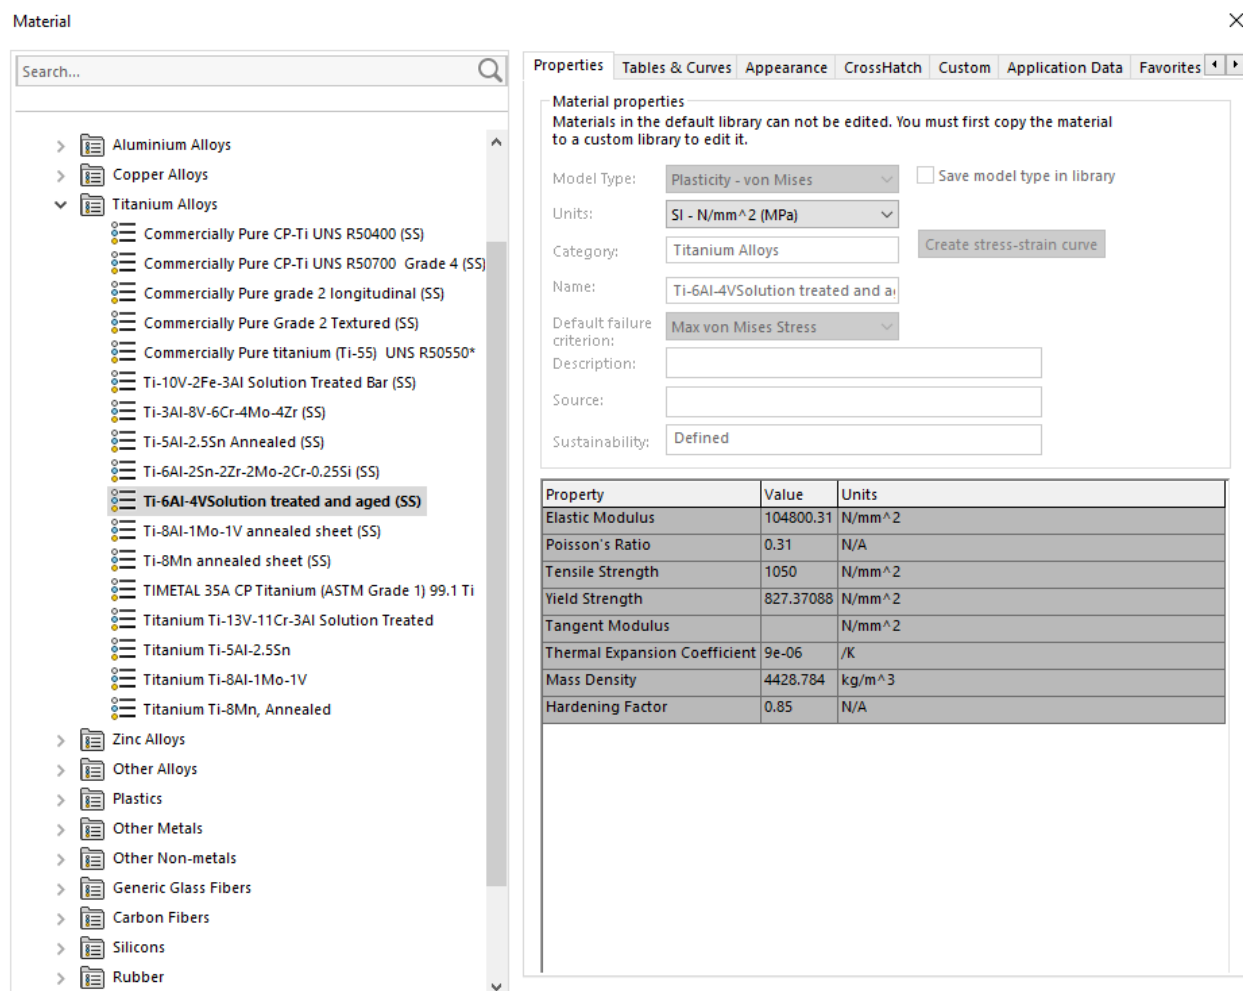 Material
Search...
Aluminium Alloys
Copper Alloys
Titanium Alloys
Commercially Pure CP-Ti UNS R50400 (SS)
Commercially Pure CP-Ti UNS R50700 Grade 4 (SS)
Commercially Pure grade 2 longitudinal (SS)
Commercially Pure Grade 2 Textured (SS)
Commercially Pure titanium (Ti-55) UNS R50550*
Ti-10V-2Fe-3Al Solution Treated Bar (SS)
Ti-3Al-8V-6Cr-4Mo-4Zr (SS)
Ti-5Al-2.5Sn Annealed (SS)
Ti-6Al-2Sn-2Zr-2Mo-2Cr-0.25Si (SS)
Ti-6Al-4VSolution treated and aged (SS)
Ti-8Al-1Mo-1V annealed sheet (SS)
Ti-8Mn annealed sheet (SS)
TIMETAL 35A CP Titanium (ASTM Grade 1) 99.1 Ti
Titanium Ti-13V-11Cr-3Al Solution Treated
Titanium Ti-5Al-2.5Sn
Titanium Ti-8Al-1Mo-1V
Titanium Ti-8Mn, Annealed
Zinc Alloys
Other Alloys
Plastics
Other Metals
Other Non-metals
Generic Glass Fibers
Carbon Fibers
Silicons
Rubber
Properties Tables & Curves Appearance CrossHatch Custom Application Data Favorites
Material properties
Materials in the default library can not be edited. You must first copy the material
to a custom library to edit it.
Model Type: Plasticity - von Mises Save model type in library
Units: SI - N/mm^2 (MPa)
Category: Titanium Alloys Create stress-strain curve
Name: Ti-6Al-4VSolution treated and a
Default failure
criterion: Max von Mises Stress
Description:
Source:
Sustainability: Defined
Property Value Units
Elastic Modulus 104800.31 N/mm^2
Poisson's Ratio 0.31 N/A
Tensile Strength 1050 N/mm^2
Yield Strength 827.37088 N/mm^2
Tangent Modulus N/mm^2
Thermal Expansion Coefficient 9e-06 /K
Mass Density 4428.784 kg/m^3
Hardening Factor 0.85 N/A